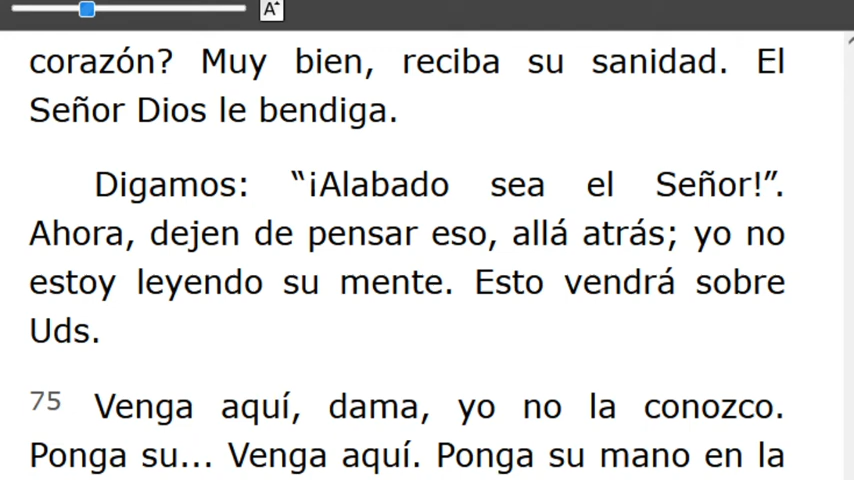 A
corazón? Muy bien, reciba su sanidad. El
Señor Dios le bendiga.
Digamos: “¡Alabado sea el Señor!”.
Ahora, dejen de pensar eso, allá atrás; yo no
estoy leyendo su mente. Esto vendrá sobre
Uds.
75 Venga aquí, dama, yo no la conozco.
Ponga su... Venga aquí. Ponga su mano en la